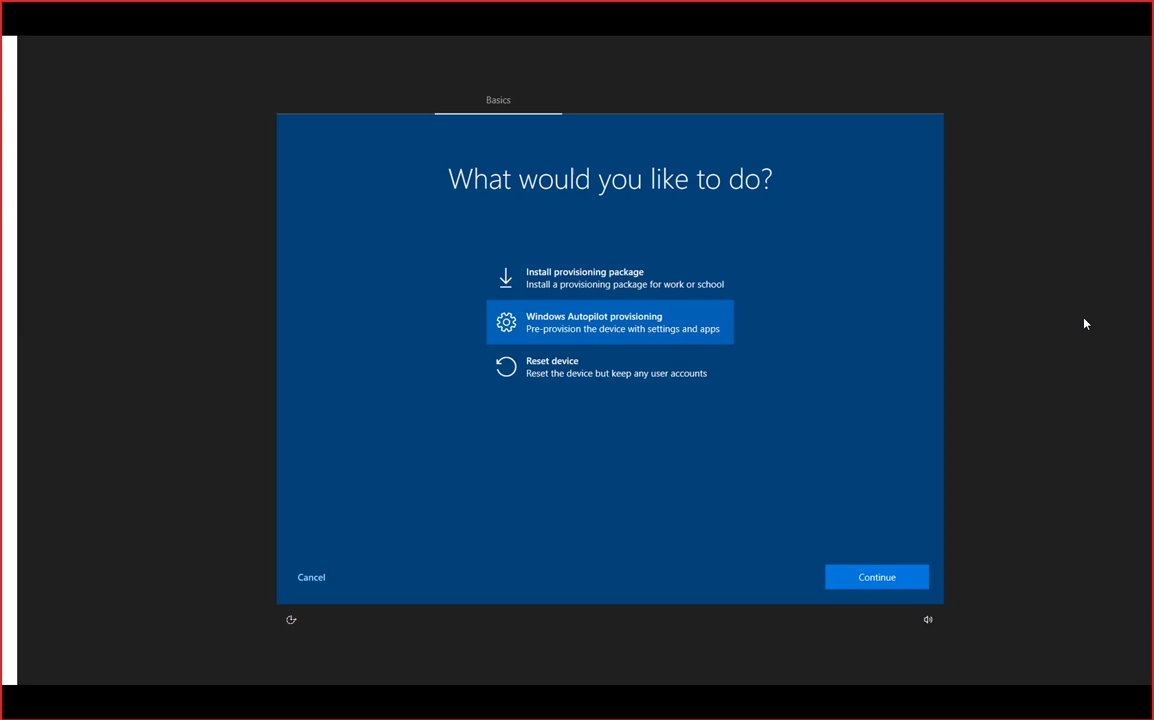 Basics
What would you like to do?
Install provisioning package
Install a provisioning package for work or school
Windows Autopilot provisioning
Pre-provision the device with settings and apps
Reset device
Reset the device but keep any user accounts
Cancel
Continue